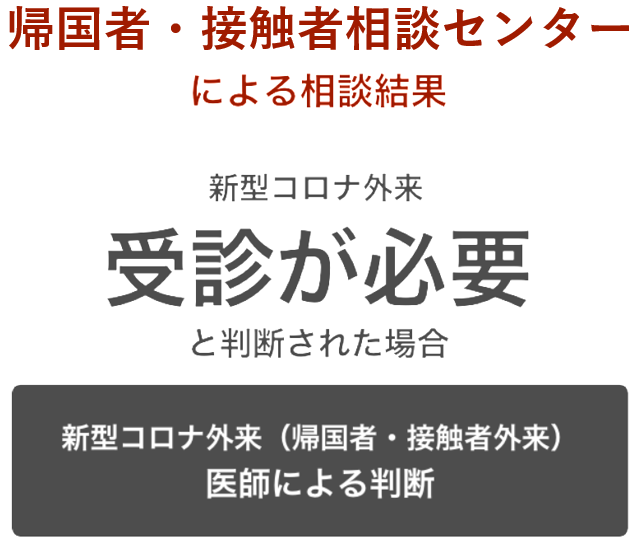 帰国者・接触者相談センター
による相談結果
新型コロナ外来
受診が必要
と判断された場合
新型コロナ外来（帰国者・接触者外来）
医師による判断